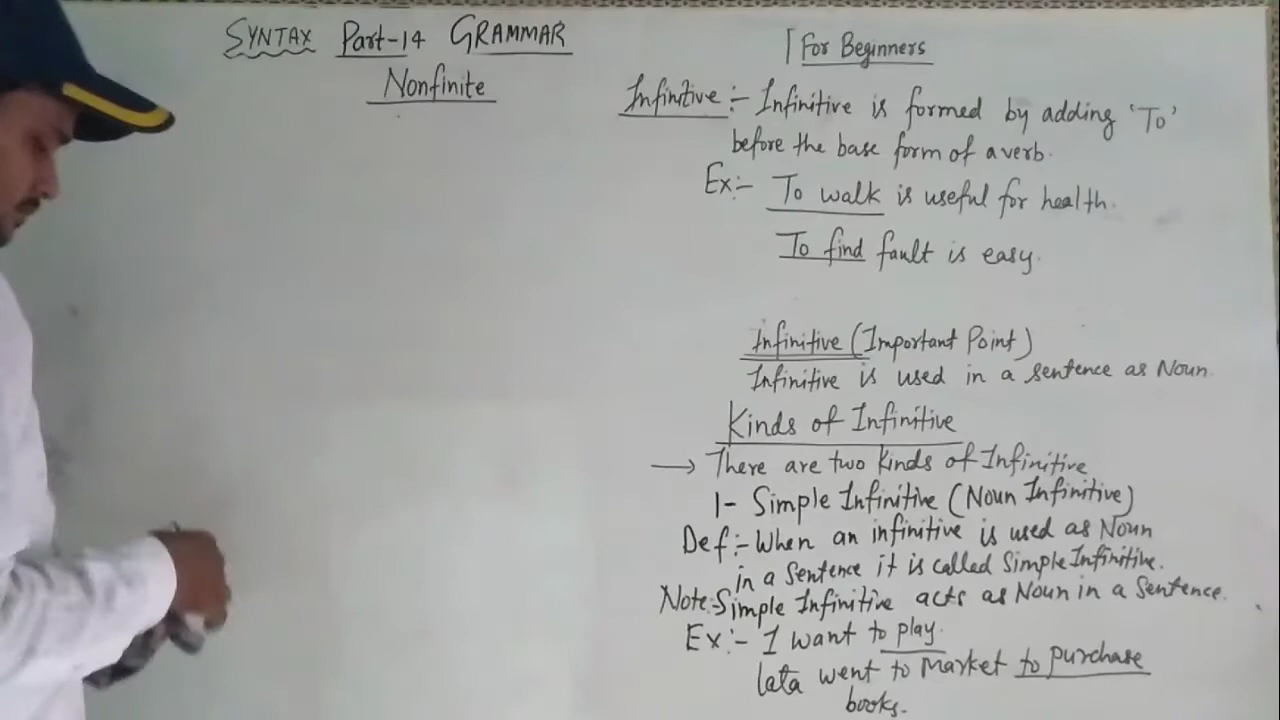 SYNTAX Part-14 GRAMMAR
Nonfinite
For Beginners
Infinitive:- Infinitive is formed by adding 'To'
before the base form of a verb.
Ex:- To walk is useful for health.
To find fault is easy.
Infinitive (Important Point)
Infinitive is used in a sentence as Noun.
Kinds of Infinitive
→ There are two kinds of Infinitive
1- Simple Infinitive (Noun Infinitive)
Def:- When an infinitive is used as Noun
in a Sentence it is called Simple Infinitive.
Note:- Simple Infinitive acts as Noun in a Sentence.
Ex:- I want to play.
lata went to Market to purchase
books.